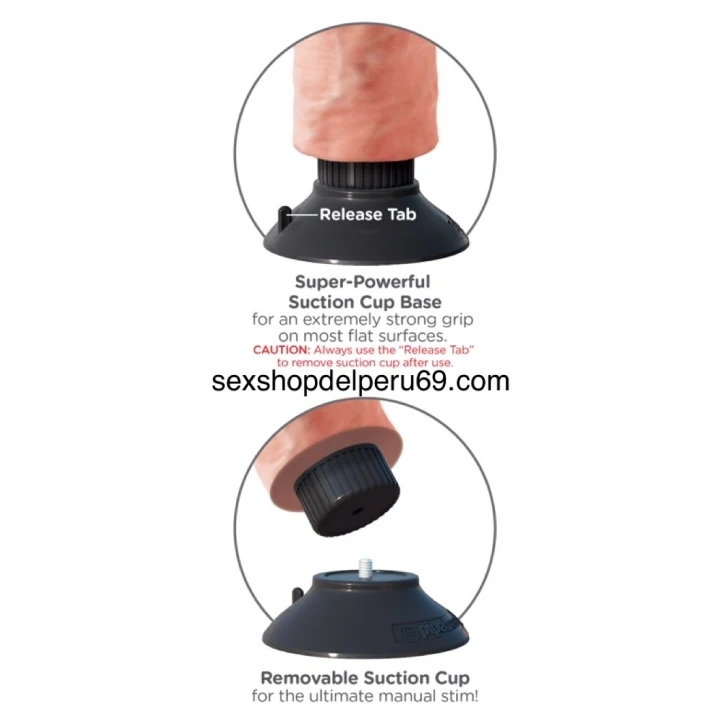 Release Tab
Super-Powerful
Suction Cup Base
for an extremely strong grip
on most flat surfaces.
CAUTION: Always use the "Release Tab"
to remove suction cup after use.
sexshopdelperu69.com
Removable Suction Cup
for the ultimate manual stim!